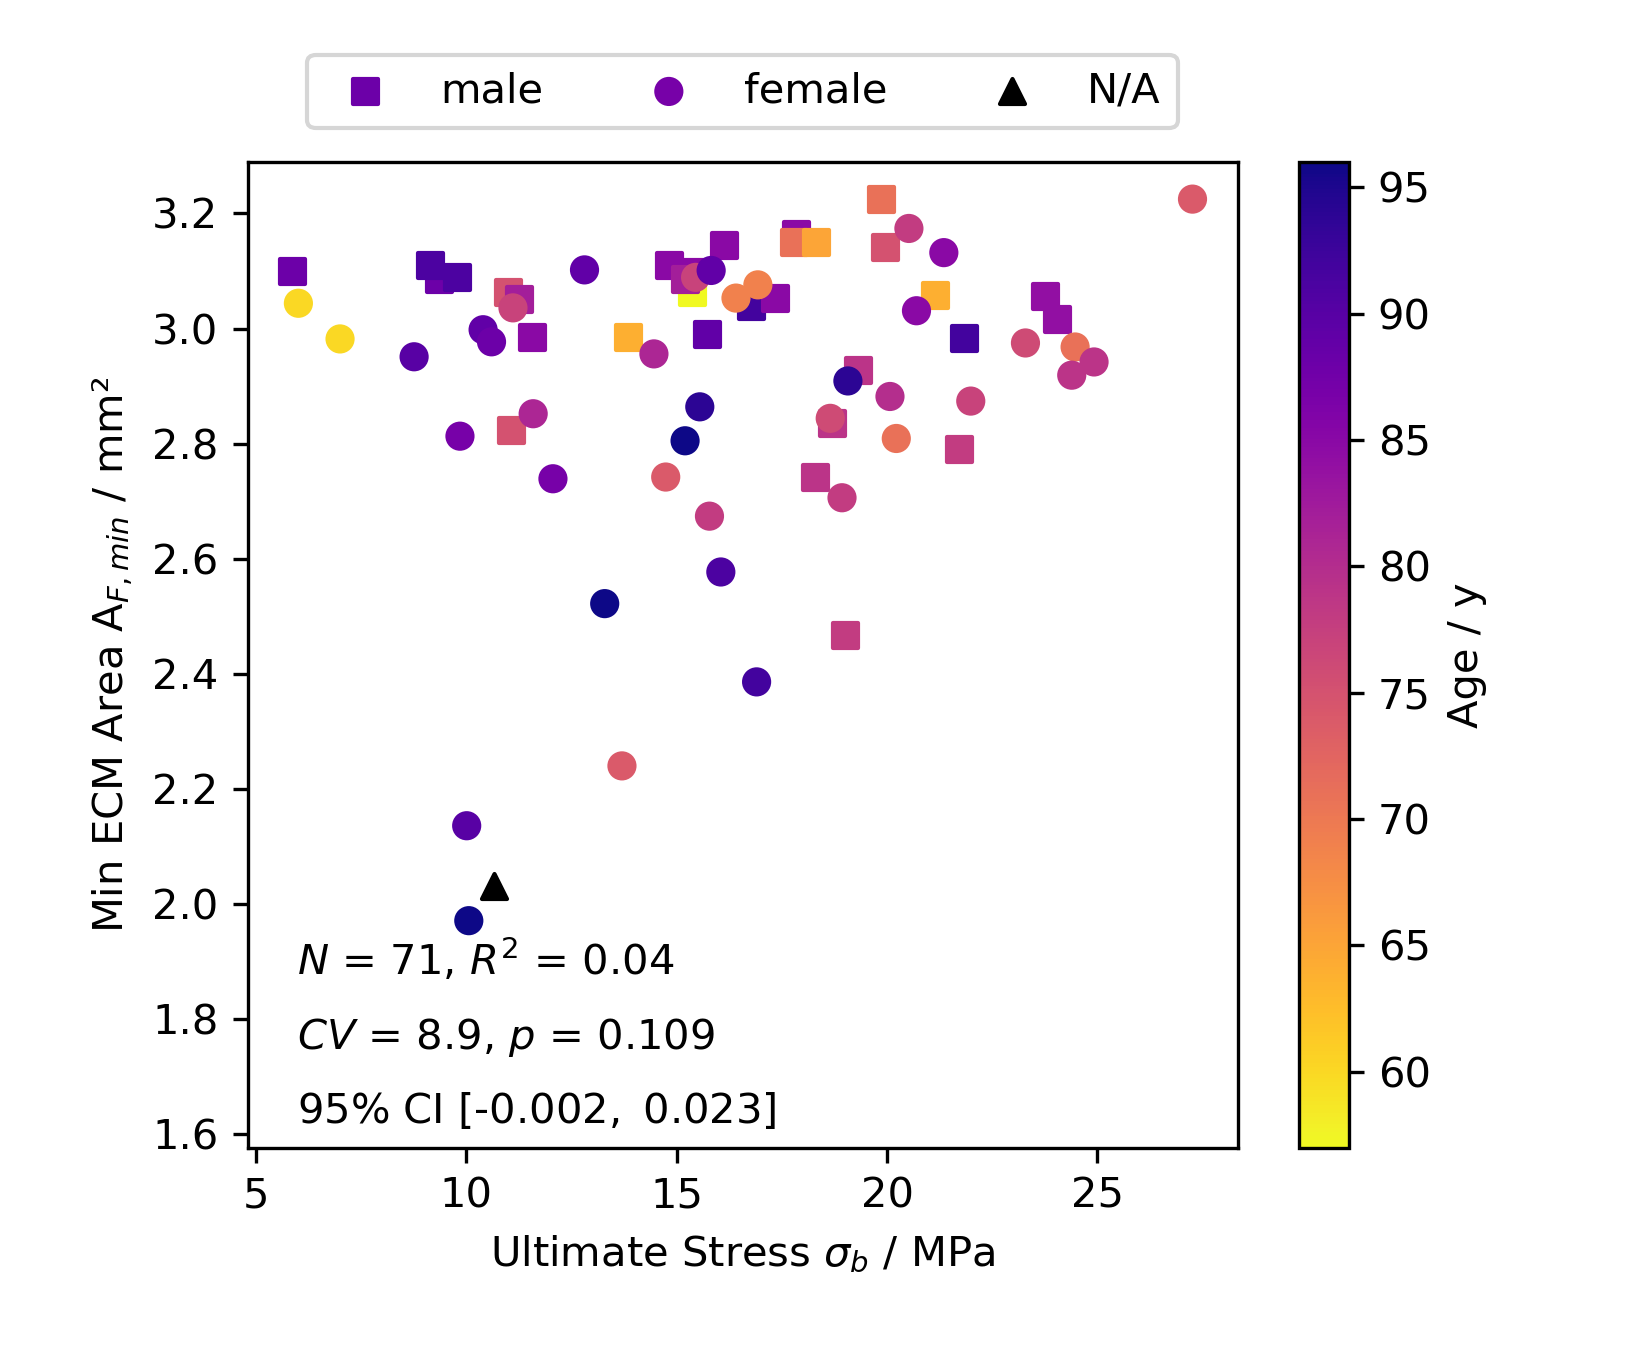 male female N/A
3.2
3.0
2.8
2.6
2.4
2.2
2.0
1.8
1.6
Min ECM Area A_{F, min} / mm²
N = 71, R² = 0.04
CV = 8.9, p = 0.109
95% CI [-0.002, 0.023]
5 10 15 20 25
Ultimate Stress σ_b / MPa
95
90
85
80
75
70
65
60
Age / y